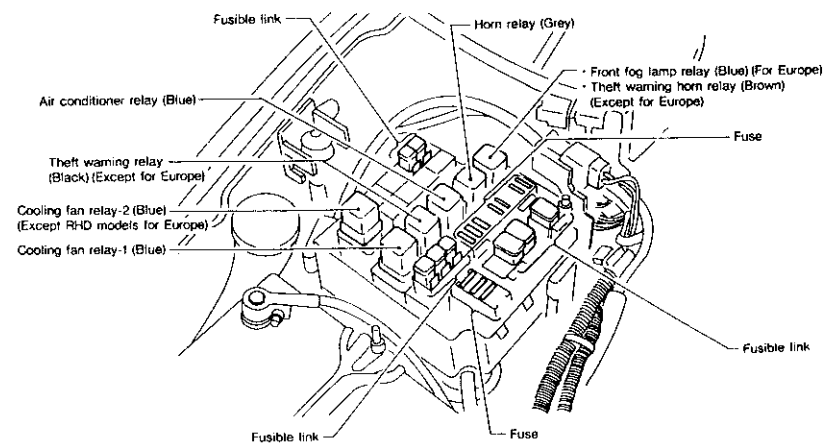 Fusible link
Horn relay (Grey)
· Front fog lamp relay (Blue) (For Europe)
· Theft warning horn relay (Brown)
(Except for Europe)
Air conditioner relay (Blue)
Fuse
Theft warning relay
(Black) (Except for Europe)
Cooling fan relay-2 (Blue)
(Except RHD models for Europe)
Cooling fan relay-1 (Blue)
Fusible link
Fusible link
Fuse